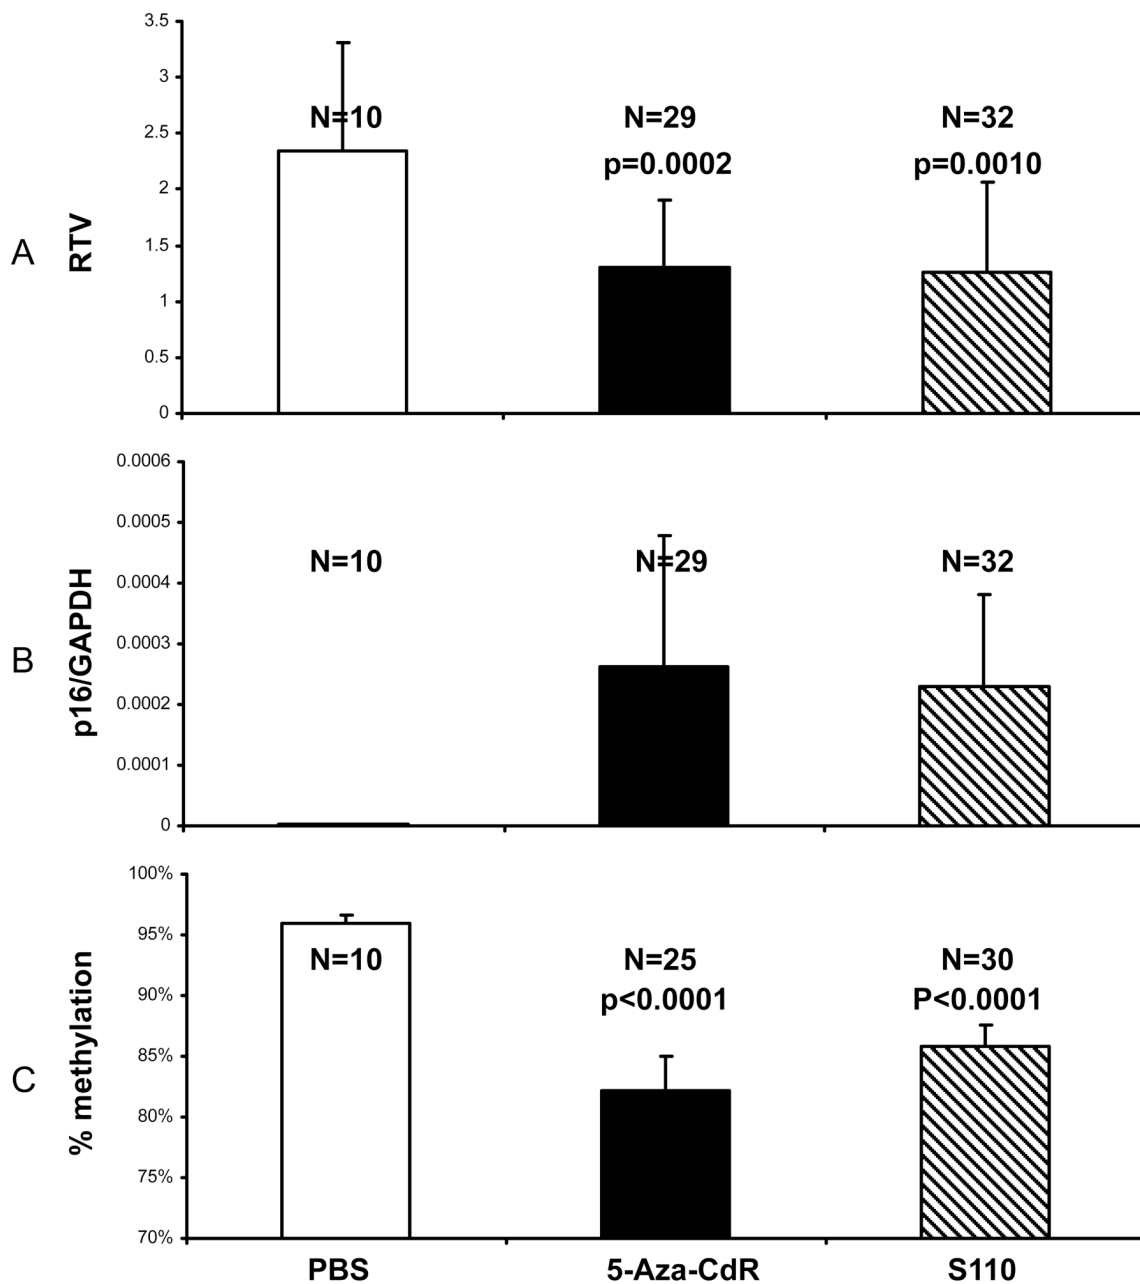 A
RTV
3.5
3
2.5
2
1.5
1
0.5
0
N=10
N=29
p=0.0002
N=32
p=0.0010
B
p16/GAPDH
0.0006
0.0005
0.0004
0.0003
0.0002
0.0001
0
N=10
N=29
N=32
C
% methylation
100%
95%
90%
85%
80%
75%
70%
N=10
N=25
p<0.0001
N=30
P<0.0001
PBS
5-Aza-CdR
S110